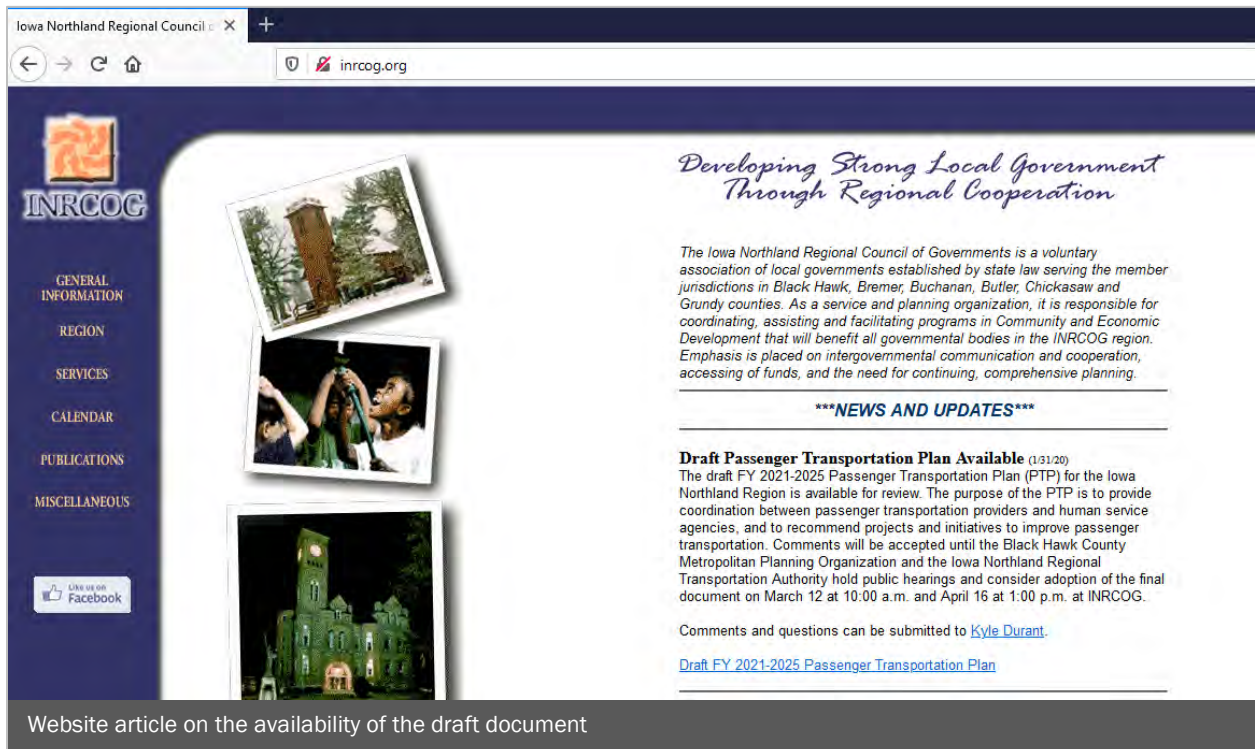 Iowa Northland Regional Council
inrcog.org
INRCOG
GENERAL
INFORMATION
REGION
SERVICES
CALENDAR
PUBLICATIONS
MISCELLANEOUS
Like us on
Facebook
Developing Strong Local Government
Through Regional Cooperation
The Iowa Northland Regional Council of Governments is a voluntary
association of local governments established by state law serving the member
jurisdictions in Black Hawk, Bremer, Buchanan, Butler, Chickasaw and
Grundy counties. As a service and planning organization, it is responsible for
coordinating, assisting and facilitating programs in Community and Economic
Development that will benefit all governmental bodies in the INRCOG region.
Emphasis is placed on intergovernmental communication and cooperation,
accessing of funds, and the need for continuing, comprehensive planning.
***NEWS AND UPDATES***
Draft Passenger Transportation Plan Available (1/31/20)
The draft FY 2021-2025 Passenger Transportation Plan (PTP) for the Iowa
Northland Region is available for review. The purpose of the PTP is to provide
coordination between passenger transportation providers and human service
agencies, and to recommend projects and initiatives to improve passenger
transportation. Comments will be accepted until the Black Hawk County
Metropolitan Planning Organization and the Iowa Northland Regional
Transportation Authority hold public hearings and consider adoption of the final
document on March 12 at 10:00 a.m. and April 16 at 1:00 p.m. at INRCOG.
Comments and questions can be submitted to Kyle Durant.
Draft FY 2021-2025 Passenger Transportation Plan
Website article on the availability of the draft document